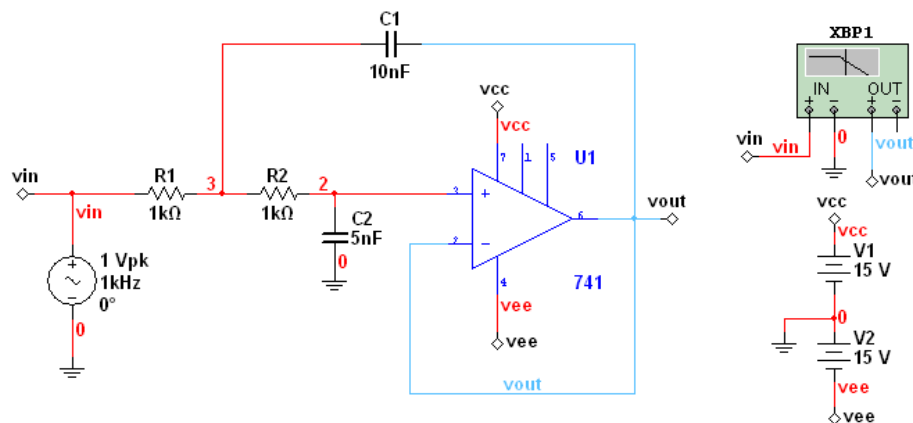 C1
10nF
XBP1
IN
OUT
+
−
+
−
vin
vin
0
vout
vout
vcc
vcc
7
1
5
U1
vin
vin
R1
1kΩ
3
R2
1kΩ
2
C2
5nF
0
3
+
2
−
6
4
741
vout
vee
vee
vout
+
−
1 Vpk
1kHz
0°
0
vcc
vcc
V1
15 V
0
V2
15 V
vee
vee